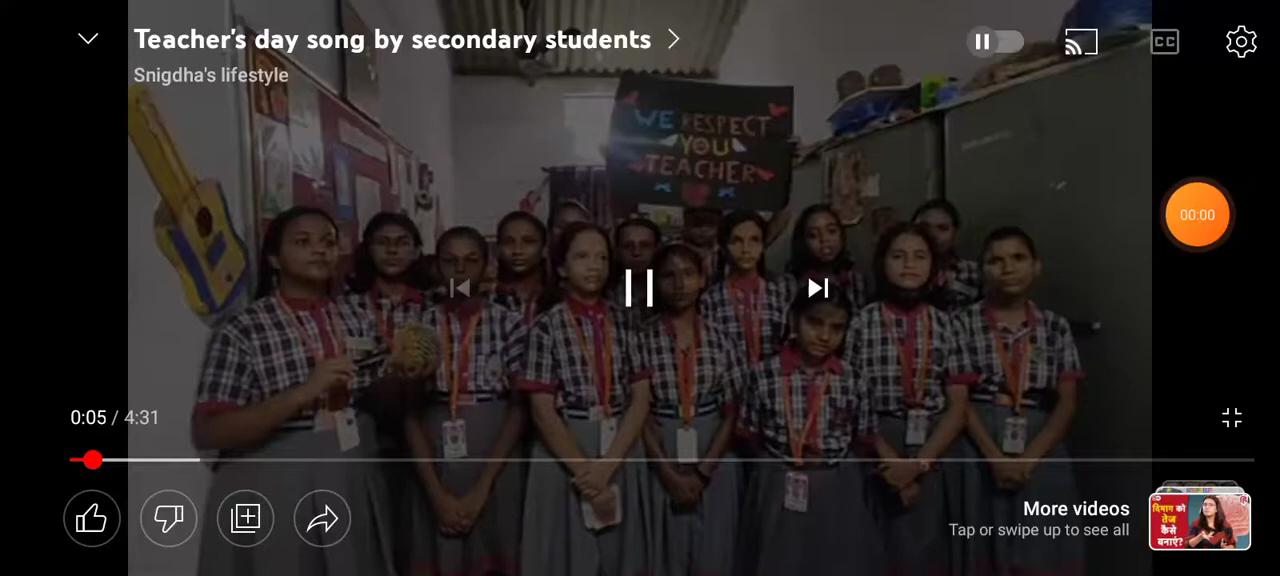 Teacher's day song by secondary students
Snigdha's lifestyle
CC
WE RESPECT
YOU
TEACHER
00:00
0:05 / 4:31
More videos
Tap or swipe up to see all
दिमाग को
तेज
कैसे
बनाएं?